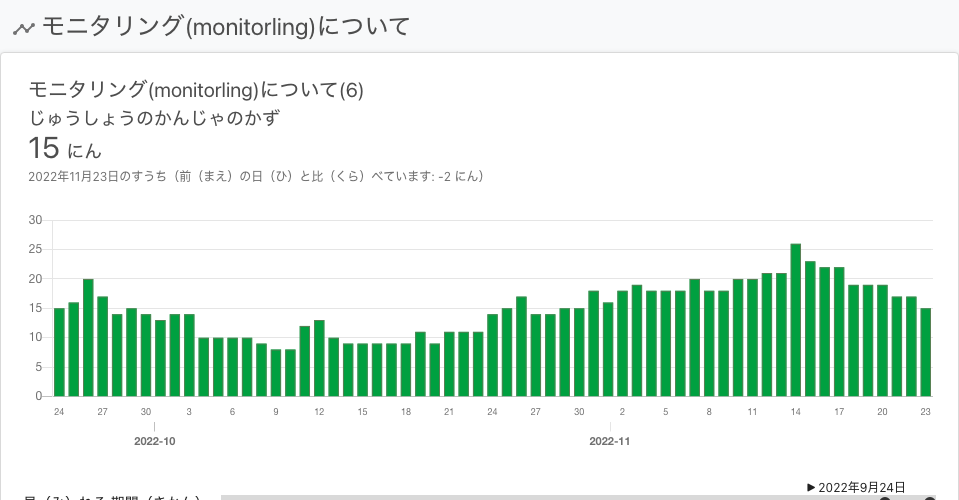 モニタリング(monitorling)について
モニタリング(monitorling)について(6)
じゅうしょうのかんじゃのかず
15 にん
2022年11月23日のすうち（前（まえ）の日（ひ）と比（くら）べています: -2 にん）
30
25
20
15
10
5
0
24 27 30 3 6 9 12 15 18 21 24 27 30 2 5 8 11 14 17 20 23
2022-10 2022-11
▶ 2022年9月24日